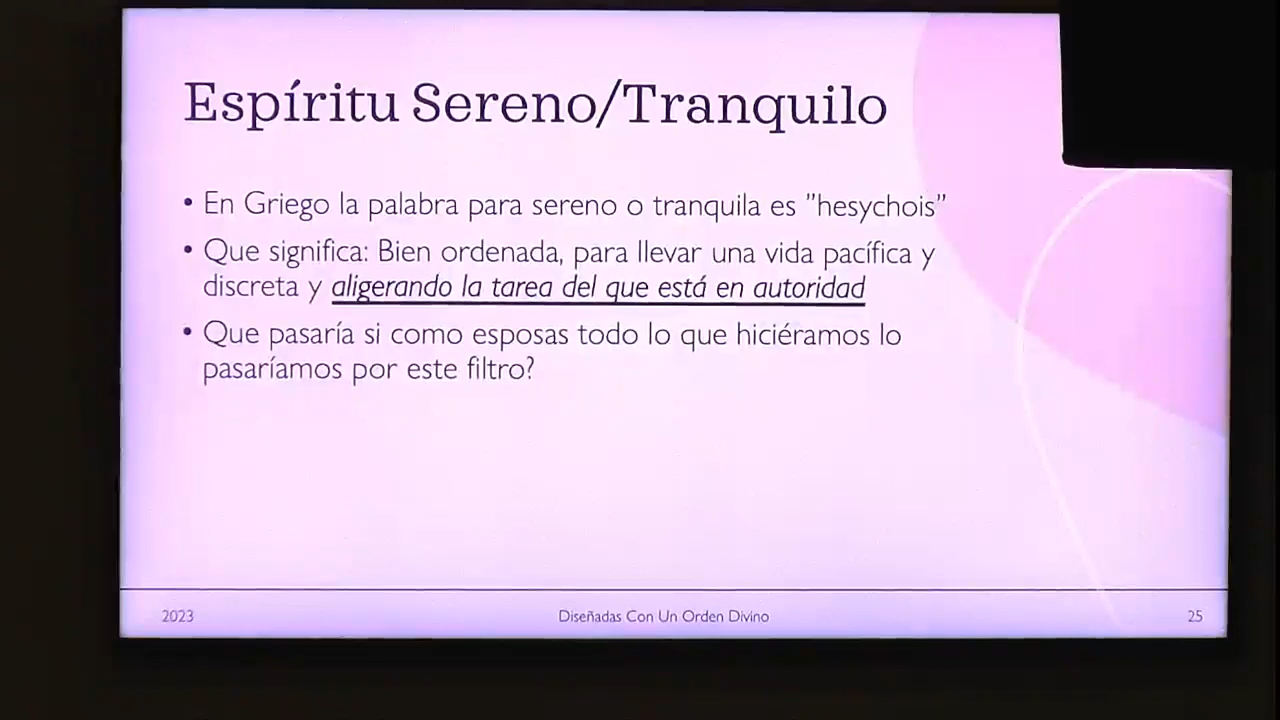 Espíritu Sereno/Tranquilo
• En Griego la palabra para sereno o tranquila es ”hesychois”
• Que significa: Bien ordenada, para llevar una vida pacífica y
discreta y aligerando la tarea del que está en autoridad
• Que pasaría si como esposas todo lo que hiciéramos lo
pasaríamos por este filtro?
2023
Diseñadas Con Un Orden Divino
25